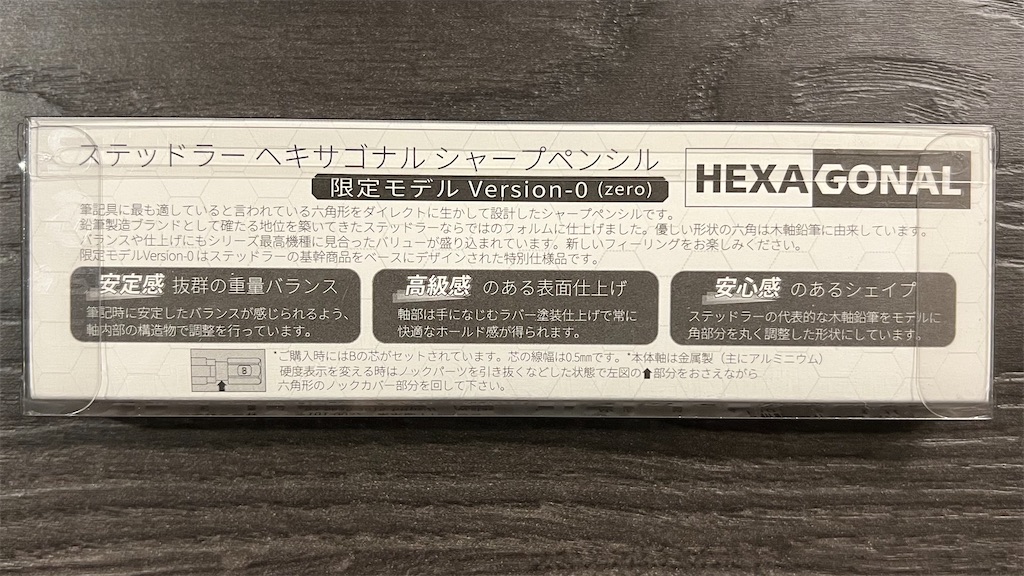 ステッドラー ヘキサゴナル シャープペンシル
限定モデル Version-0 (zero)
HEXAGONAL
筆記具に最も適していると言われている六角形をダイレクトに生かして設計したシャープペンシルです。
鉛筆製造ブランドとして確たる地位を築いてきたステッドラーならではのフォルムに仕上げました。優しい形状の六角は木軸鉛筆に由来しています。
バランスや仕上げにもシリーズ最高機種に見合ったバリューが盛り込まれています。新しいフィーリングをお楽しみください。
限定モデルVersion-0はステッドラーの基幹商品をベースにデザインされた特別仕様品です。
安定感 抜群の重量バランス
筆記時に安定したバランスが感じられるよう、
軸内部の構造物で調整を行っています。
高級感 のある表面仕上げ
軸部は手になじむラバー塗装仕上げで常に
快適なホールド感が得られます。
安心感 のあるシェイプ
ステッドラーの代表的な木軸鉛筆をモデルに
角部分を丸く調整した形状にしています。
B
*ご購入時にはBの芯がセットされています。芯の線幅は0.5mmです。*本体軸は金属製（主にアルミニウム）
硬度表示を変える時はノックパーツを引き抜くなどした状態で左図の⬆部分をおさえながら
六角形のノックカバー部分を回して下さい。